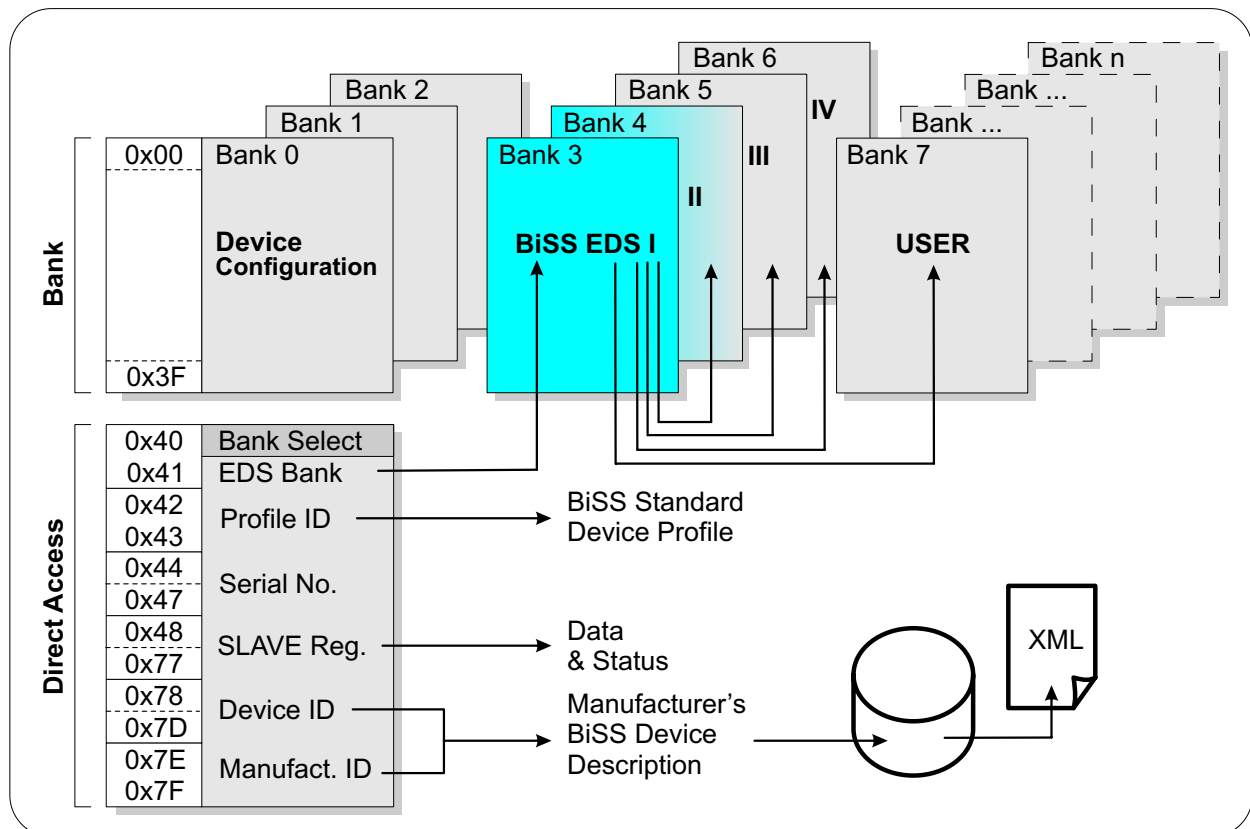 Bank 6
Bank n
Bank 2
Bank 5
Bank ...
Bank 1
Bank 4
IV
Bank ...
0x00
Bank 0
Bank 3
III
Bank 7
II
Bank
Device
Configuration
BiSS EDS I
USER
0x3F
Direct Access
0x40
Bank Select
0x41
EDS Bank
0x42
Profile ID
0x43
BiSS Standard
Device Profile
0x44
Serial No.
0x47
0x48
SLAVE Reg.
0x77
Data
& Status
XML
0x78
Device ID
0x7D
Manufacturer's
BiSS Device
Description
0x7E
Manufact. ID
0x7F